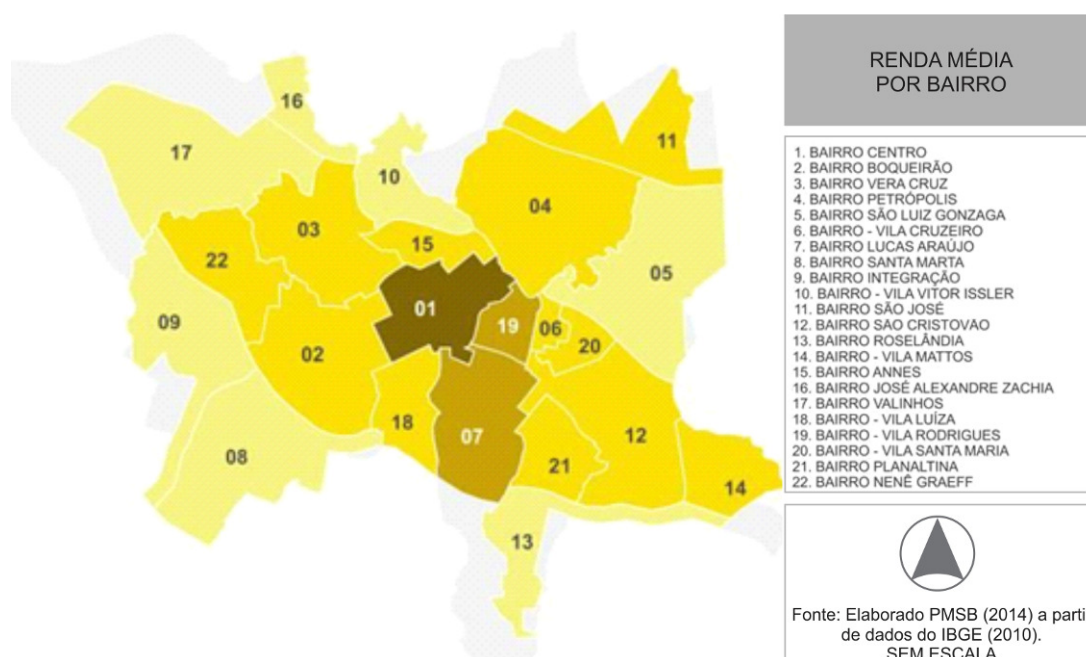 RENDA MÉDIA
POR BAIRRO
1. BAIRRO CENTRO
2. BAIRRO BOQUEIRÃO
3. BAIRRO VERA CRUZ
4. BAIRRO PETRÓPOLIS
5. BAIRRO SÃO LUIZ GONZAGA
6. BAIRRO - VILA CRUZEIRO
7. BAIRRO LUCAS ARAÚJO
8. BAIRRO SANTA MARTA
9. BAIRRO INTEGRAÇÃO
10. BAIRRO - VILA VITOR ISSLER
11. BAIRRO SÃO JOSÉ
12. BAIRRO SAO CRISTOVAO
13. BAIRRO ROSELÂNDIA
14. BAIRRO - VILA MATTOS
15. BAIRRO ANNES
16. BAIRRO JOSÉ ALEXANDRE ZACHIA
17. BAIRRO VALINHOS
18. BAIRRO - VILA LUÍZA
19. BAIRRO - VILA RODRIGUES
20. BAIRRO - VILA SANTA MARIA
21. BAIRRO PLANALTINA
22. BAIRRO NENÊ GRAEFF
Fonte: Elaborado PMSB (2014) a parti
de dados do IBGE (2010).
SEM ESCALA
16
17
10
11
03
04
15
22
05
01
09
19
06
20
02
18
07
12
08
21
14
13